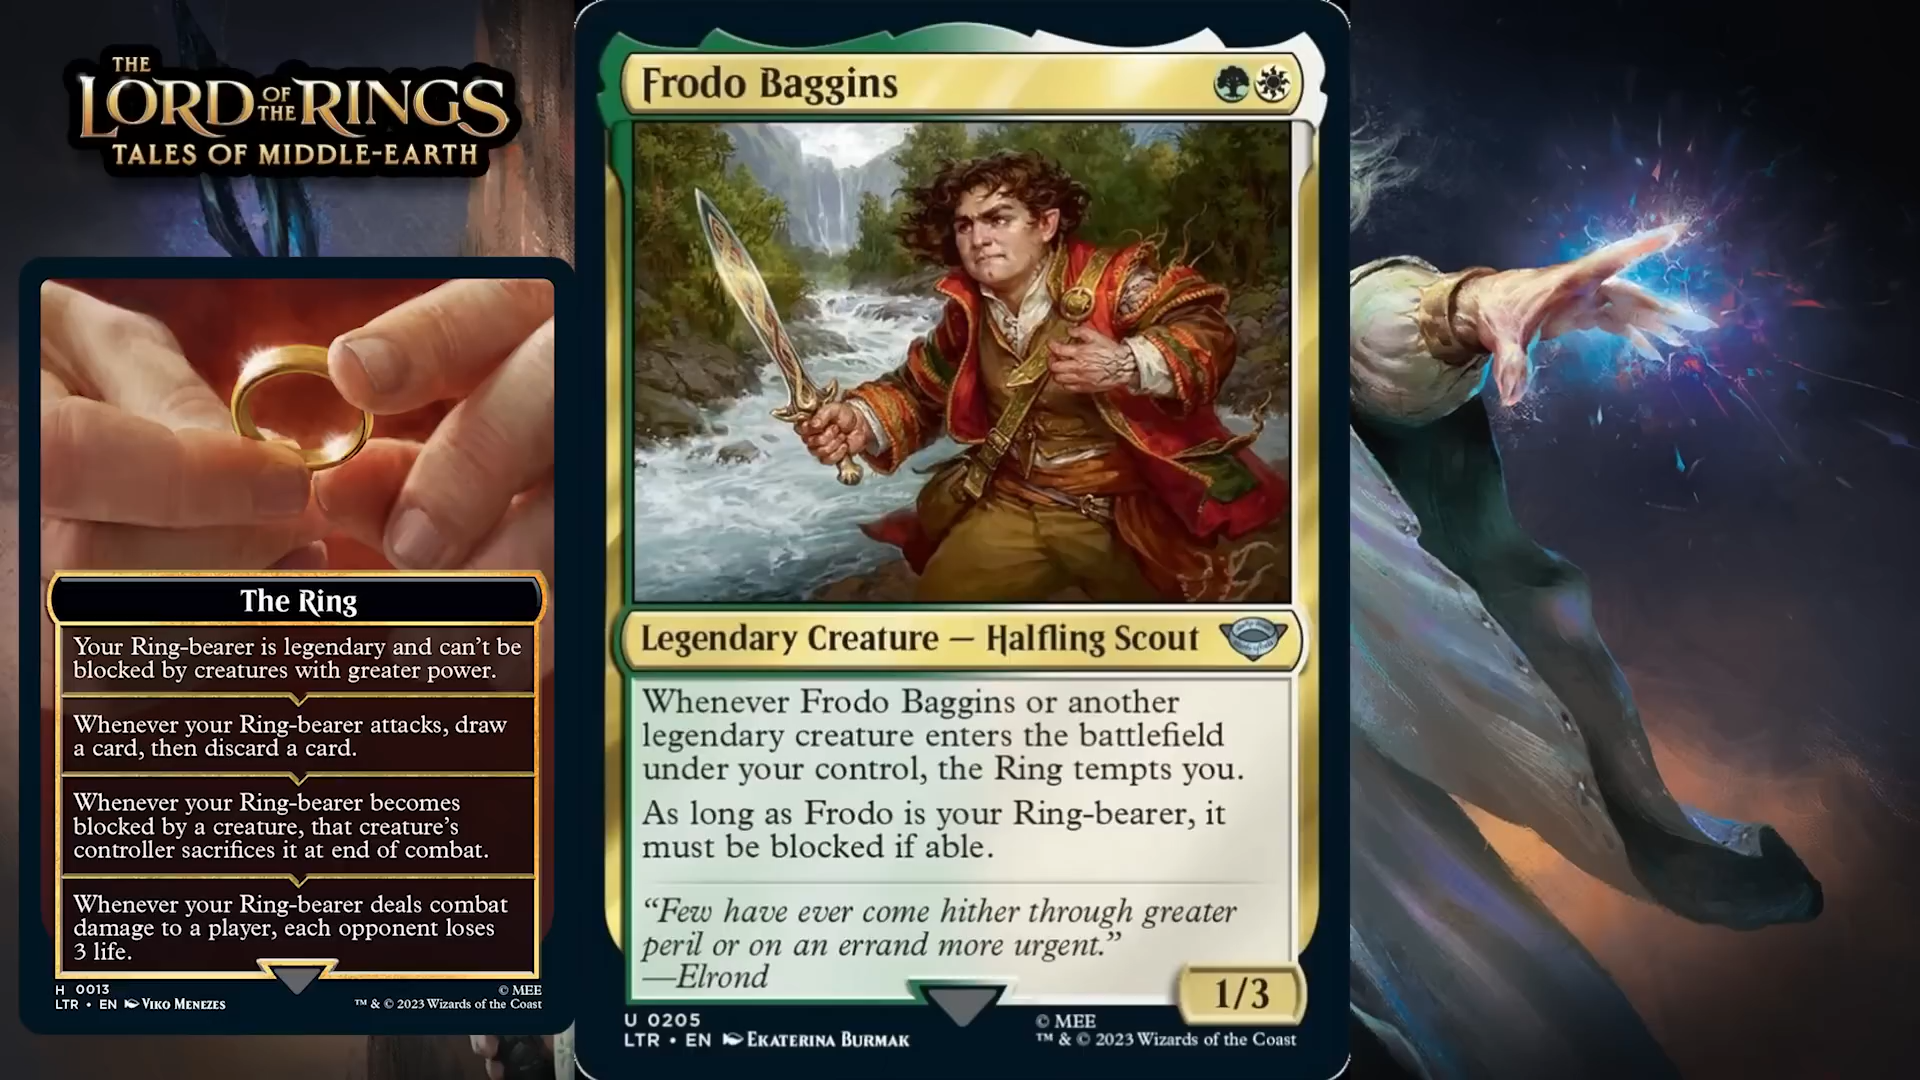 THE
LORD OF THE RINGS
TALES OF MIDDLE-EARTH
The Ring
Your Ring-bearer is legendary and can't be
blocked by creatures with greater power.
Whenever your Ring-bearer attacks, draw
a card, then discard a card.
Whenever your Ring-bearer becomes
blocked by a creature, that creature's
controller sacrifices it at end of combat.
Whenever your Ring-bearer deals combat
damage to a player, each opponent loses
3 life.
H 0013
LTR • EN VIKO MENEZES
© MEE
™ & © 2023 Wizards of the Coast
Frodo Baggins
Legendary Creature — Halfling Scout
Whenever Frodo Baggins or another
legendary creature enters the battlefield
under your control, the Ring tempts you.
As long as Frodo is your Ring-bearer, it
must be blocked if able.
“Few have ever come hither through greater
peril or on an errand more urgent.”
—Elrond
1/3
U 0205
LTR • EN EKATERINA BURMAK
© MEE
™ & © 2023 Wizards of the Coast